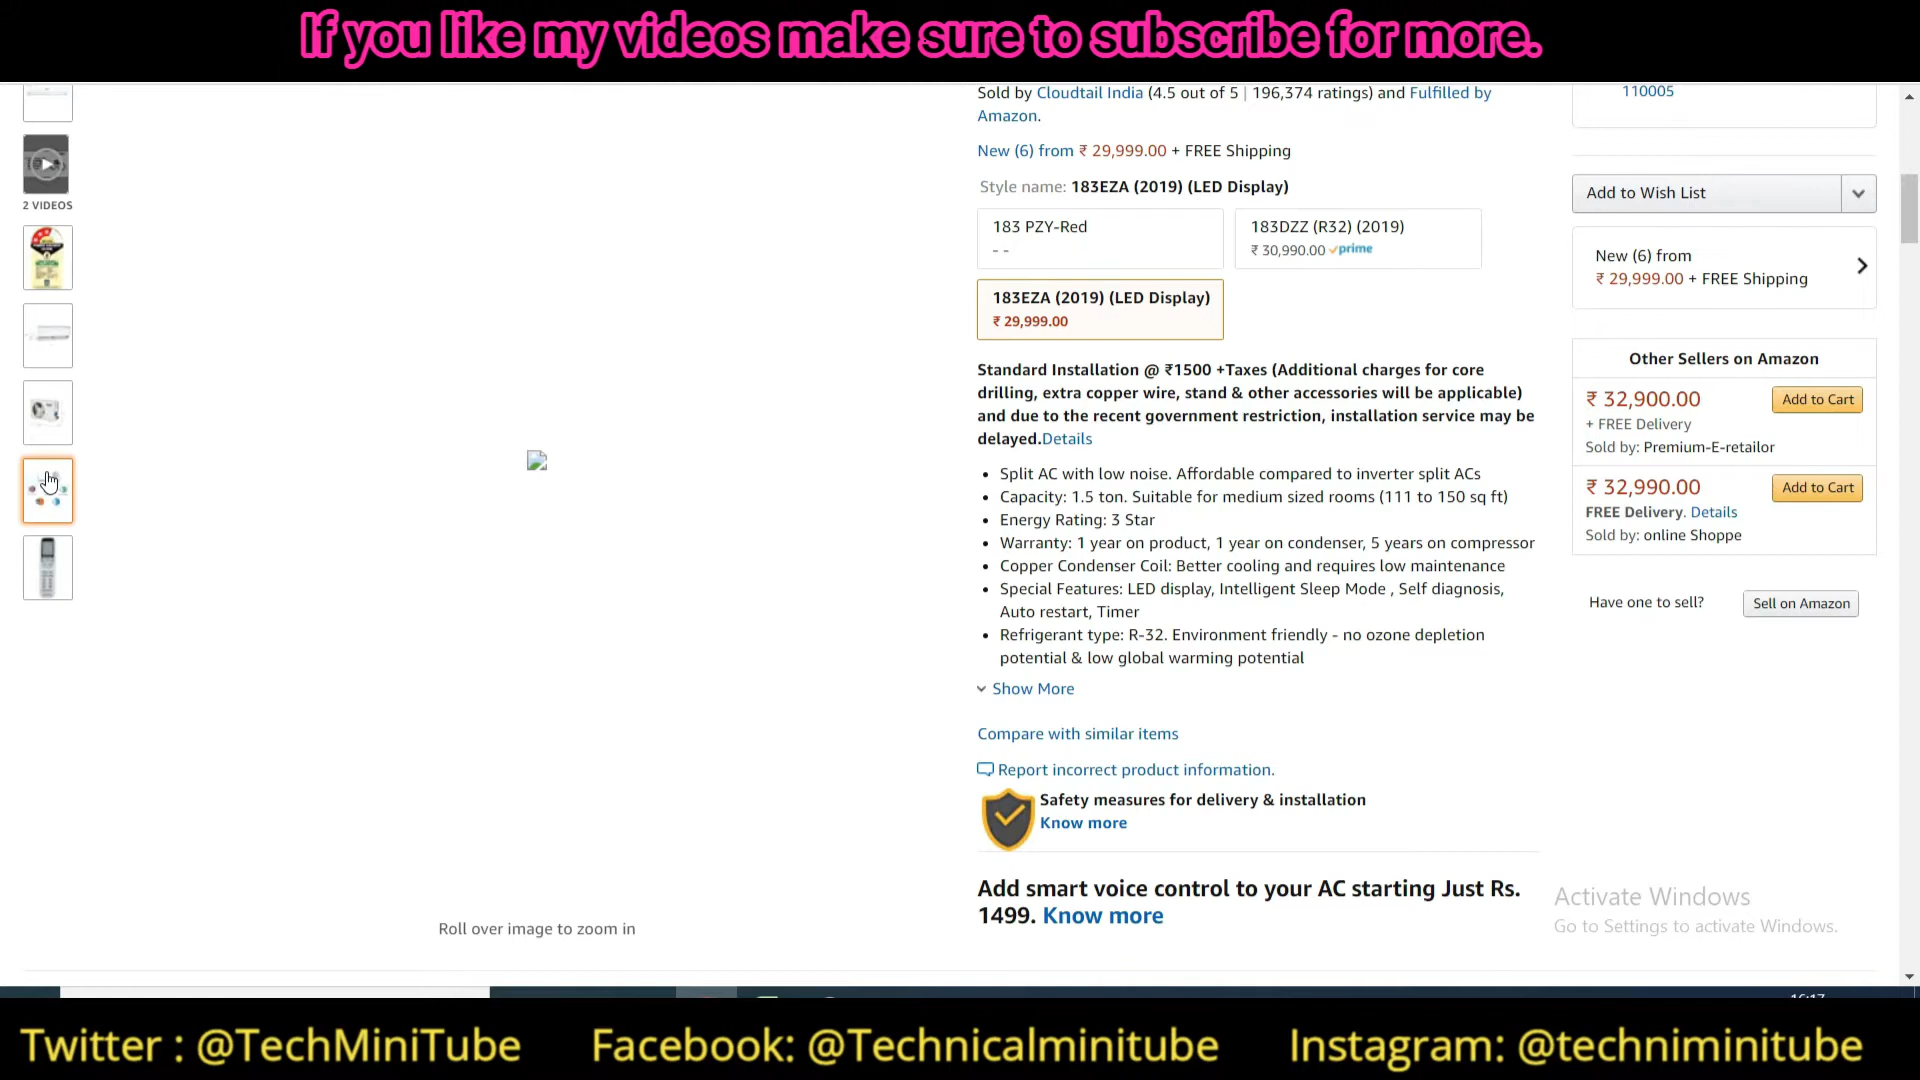 If you like my videos make sure to subscribe for more.
Sold by Cloudtail India (4.5 out of 5 | 196,374 ratings) and Fulfilled by
Amazon.
New (6) from ₹ 29,999.00 + FREE Shipping
Style name: 183EZA (2019) (LED Display)
183 PZY-Red
- -
183DZZ (R32) (2019)
₹ 30,990.00 prime
183EZA (2019) (LED Display)
₹ 29,999.00
Standard Installation @ ₹1500 +Taxes (Additional charges for core
drilling, extra copper wire, stand & other accessories will be applicable)
and due to the recent government restriction, installation service may be
delayed.Details
• Split AC with low noise. Affordable compared to inverter split ACs
• Capacity: 1.5 ton. Suitable for medium sized rooms (111 to 150 sq ft)
• Energy Rating: 3 Star
• Warranty: 1 year on product, 1 year on condenser, 5 years on compressor
• Copper Condenser Coil: Better cooling and requires low maintenance
• Special Features: LED display, Intelligent Sleep Mode , Self diagnosis,
Auto restart, Timer
• Refrigerant type: R-32. Environment friendly - no ozone depletion
potential & low global warming potential
Show More
Compare with similar items
Report incorrect product information.
Safety measures for delivery & installation
Know more
Add smart voice control to your AC starting Just Rs.
1499. Know more
2 VIDEOS
Roll over image to zoom in
110005
Add to Wish List
New (6) from
₹ 29,999.00 + FREE Shipping
Other Sellers on Amazon
₹ 32,900.00
Add to Cart
+ FREE Delivery
Sold by: Premium-E-retailor
₹ 32,990.00
Add to Cart
FREE Delivery. Details
Sold by: online Shoppe
Have one to sell?
Sell on Amazon
Activate Windows
Go to Settings to activate Windows.
Twitter : @TechMiniTube
Facebook: @Technicalminitube
Instagram: @techniminitube